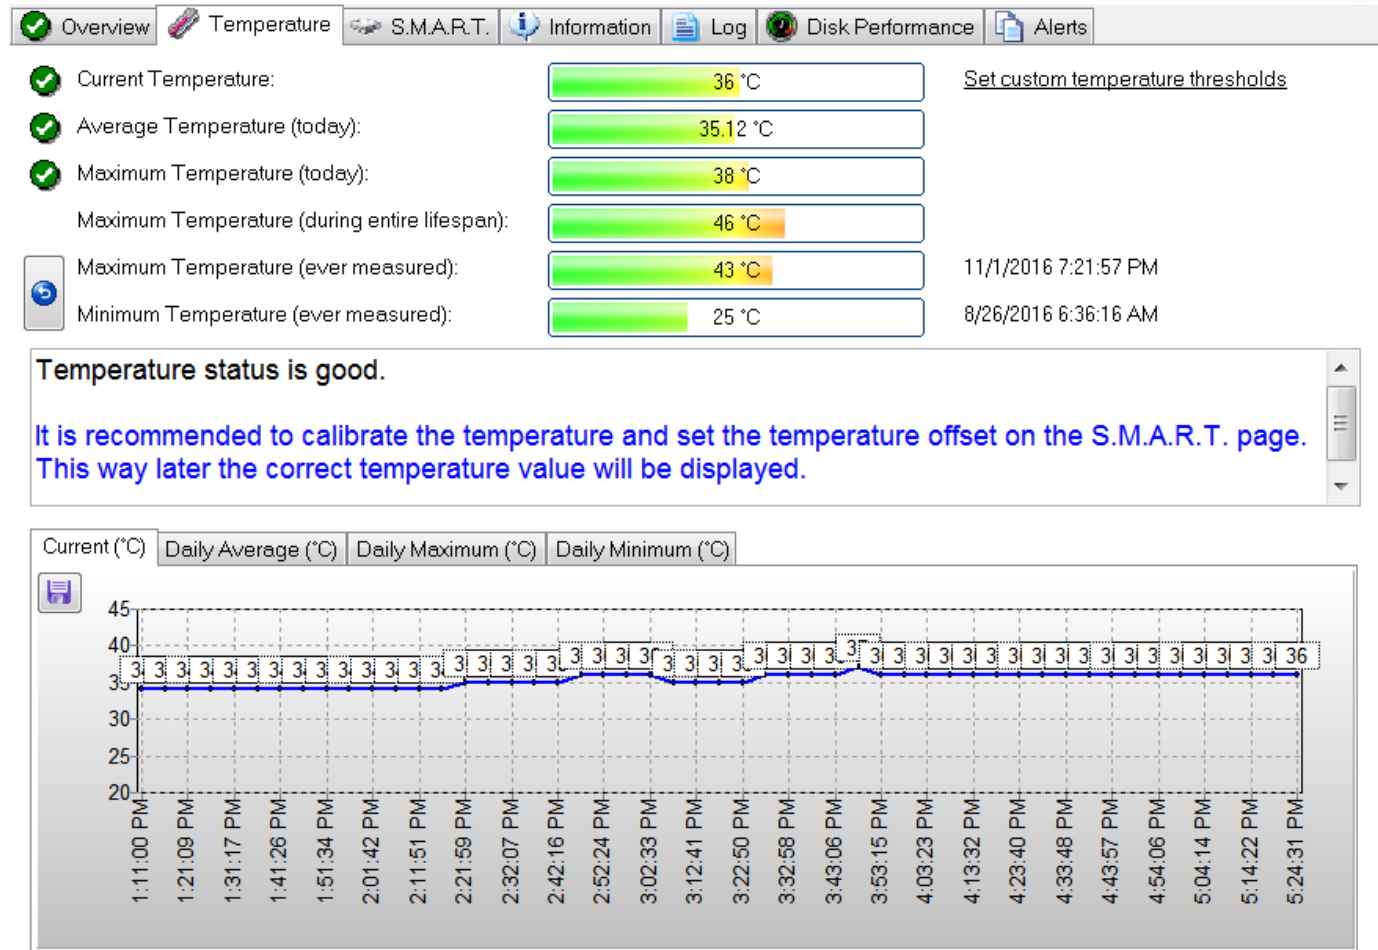 Overview Temperature S.M.A.R.T. Information Log Disk Performance Alerts
Current Temperature: 36 °C Set custom temperature thresholds
Average Temperature (today): 35.12 °C
Maximum Temperature (today): 38 °C
Maximum Temperature (during entire lifespan): 46 °C
Maximum Temperature (ever measured): 43 °C 11/1/2016 7:21:57 PM
Minimum Temperature (ever measured): 25 °C 8/26/2016 6:36:16 AM
Temperature status is good.
It is recommended to calibrate the temperature and set the temperature offset on the S.M.A.R.T. page.
This way later the correct temperature value will be displayed.
Current (°C) Daily Average (°C) Daily Maximum (°C) Daily Minimum (°C)
45
40
35
30
25
20
36
1:11:00 PM
1:21:09 PM
1:31:17 PM
1:41:26 PM
1:51:34 PM
2:01:42 PM
2:11:51 PM
2:21:59 PM
2:32:07 PM
2:42:16 PM
2:52:24 PM
3:02:33 PM
3:12:41 PM
3:22:50 PM
3:32:58 PM
3:43:06 PM
3:53:15 PM
4:03:23 PM
4:13:32 PM
4:23:40 PM
4:33:48 PM
4:43:57 PM
4:54:06 PM
5:04:14 PM
5:14:22 PM
5:24:31 PM